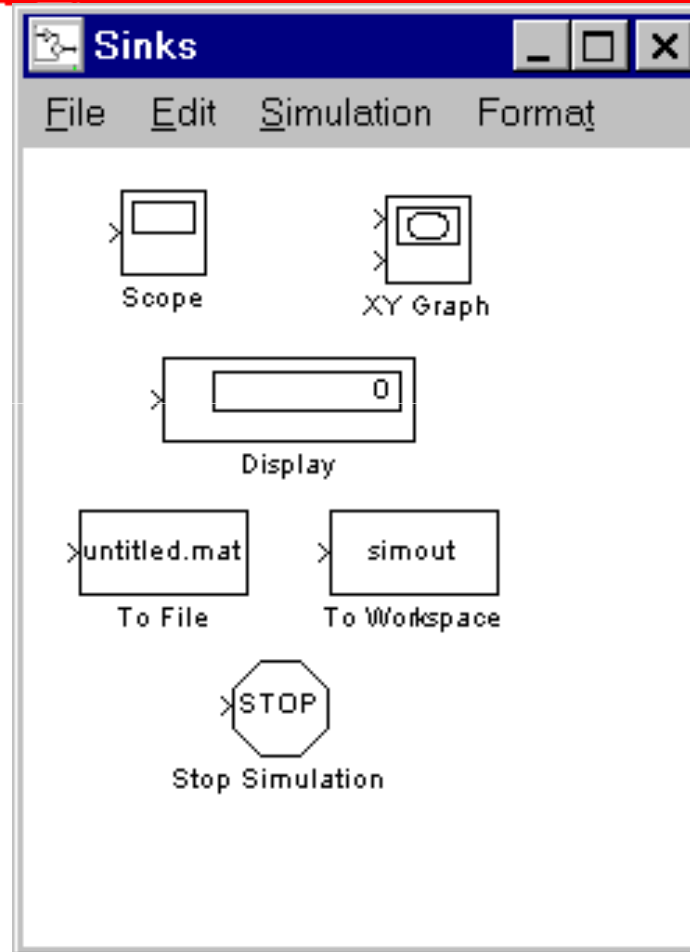 Sinks
File Edit Simulation Format
Scope
XY Graph
0
Display
untitled.mat
simout
To File
To Workspace
STOP
Stop Simulation